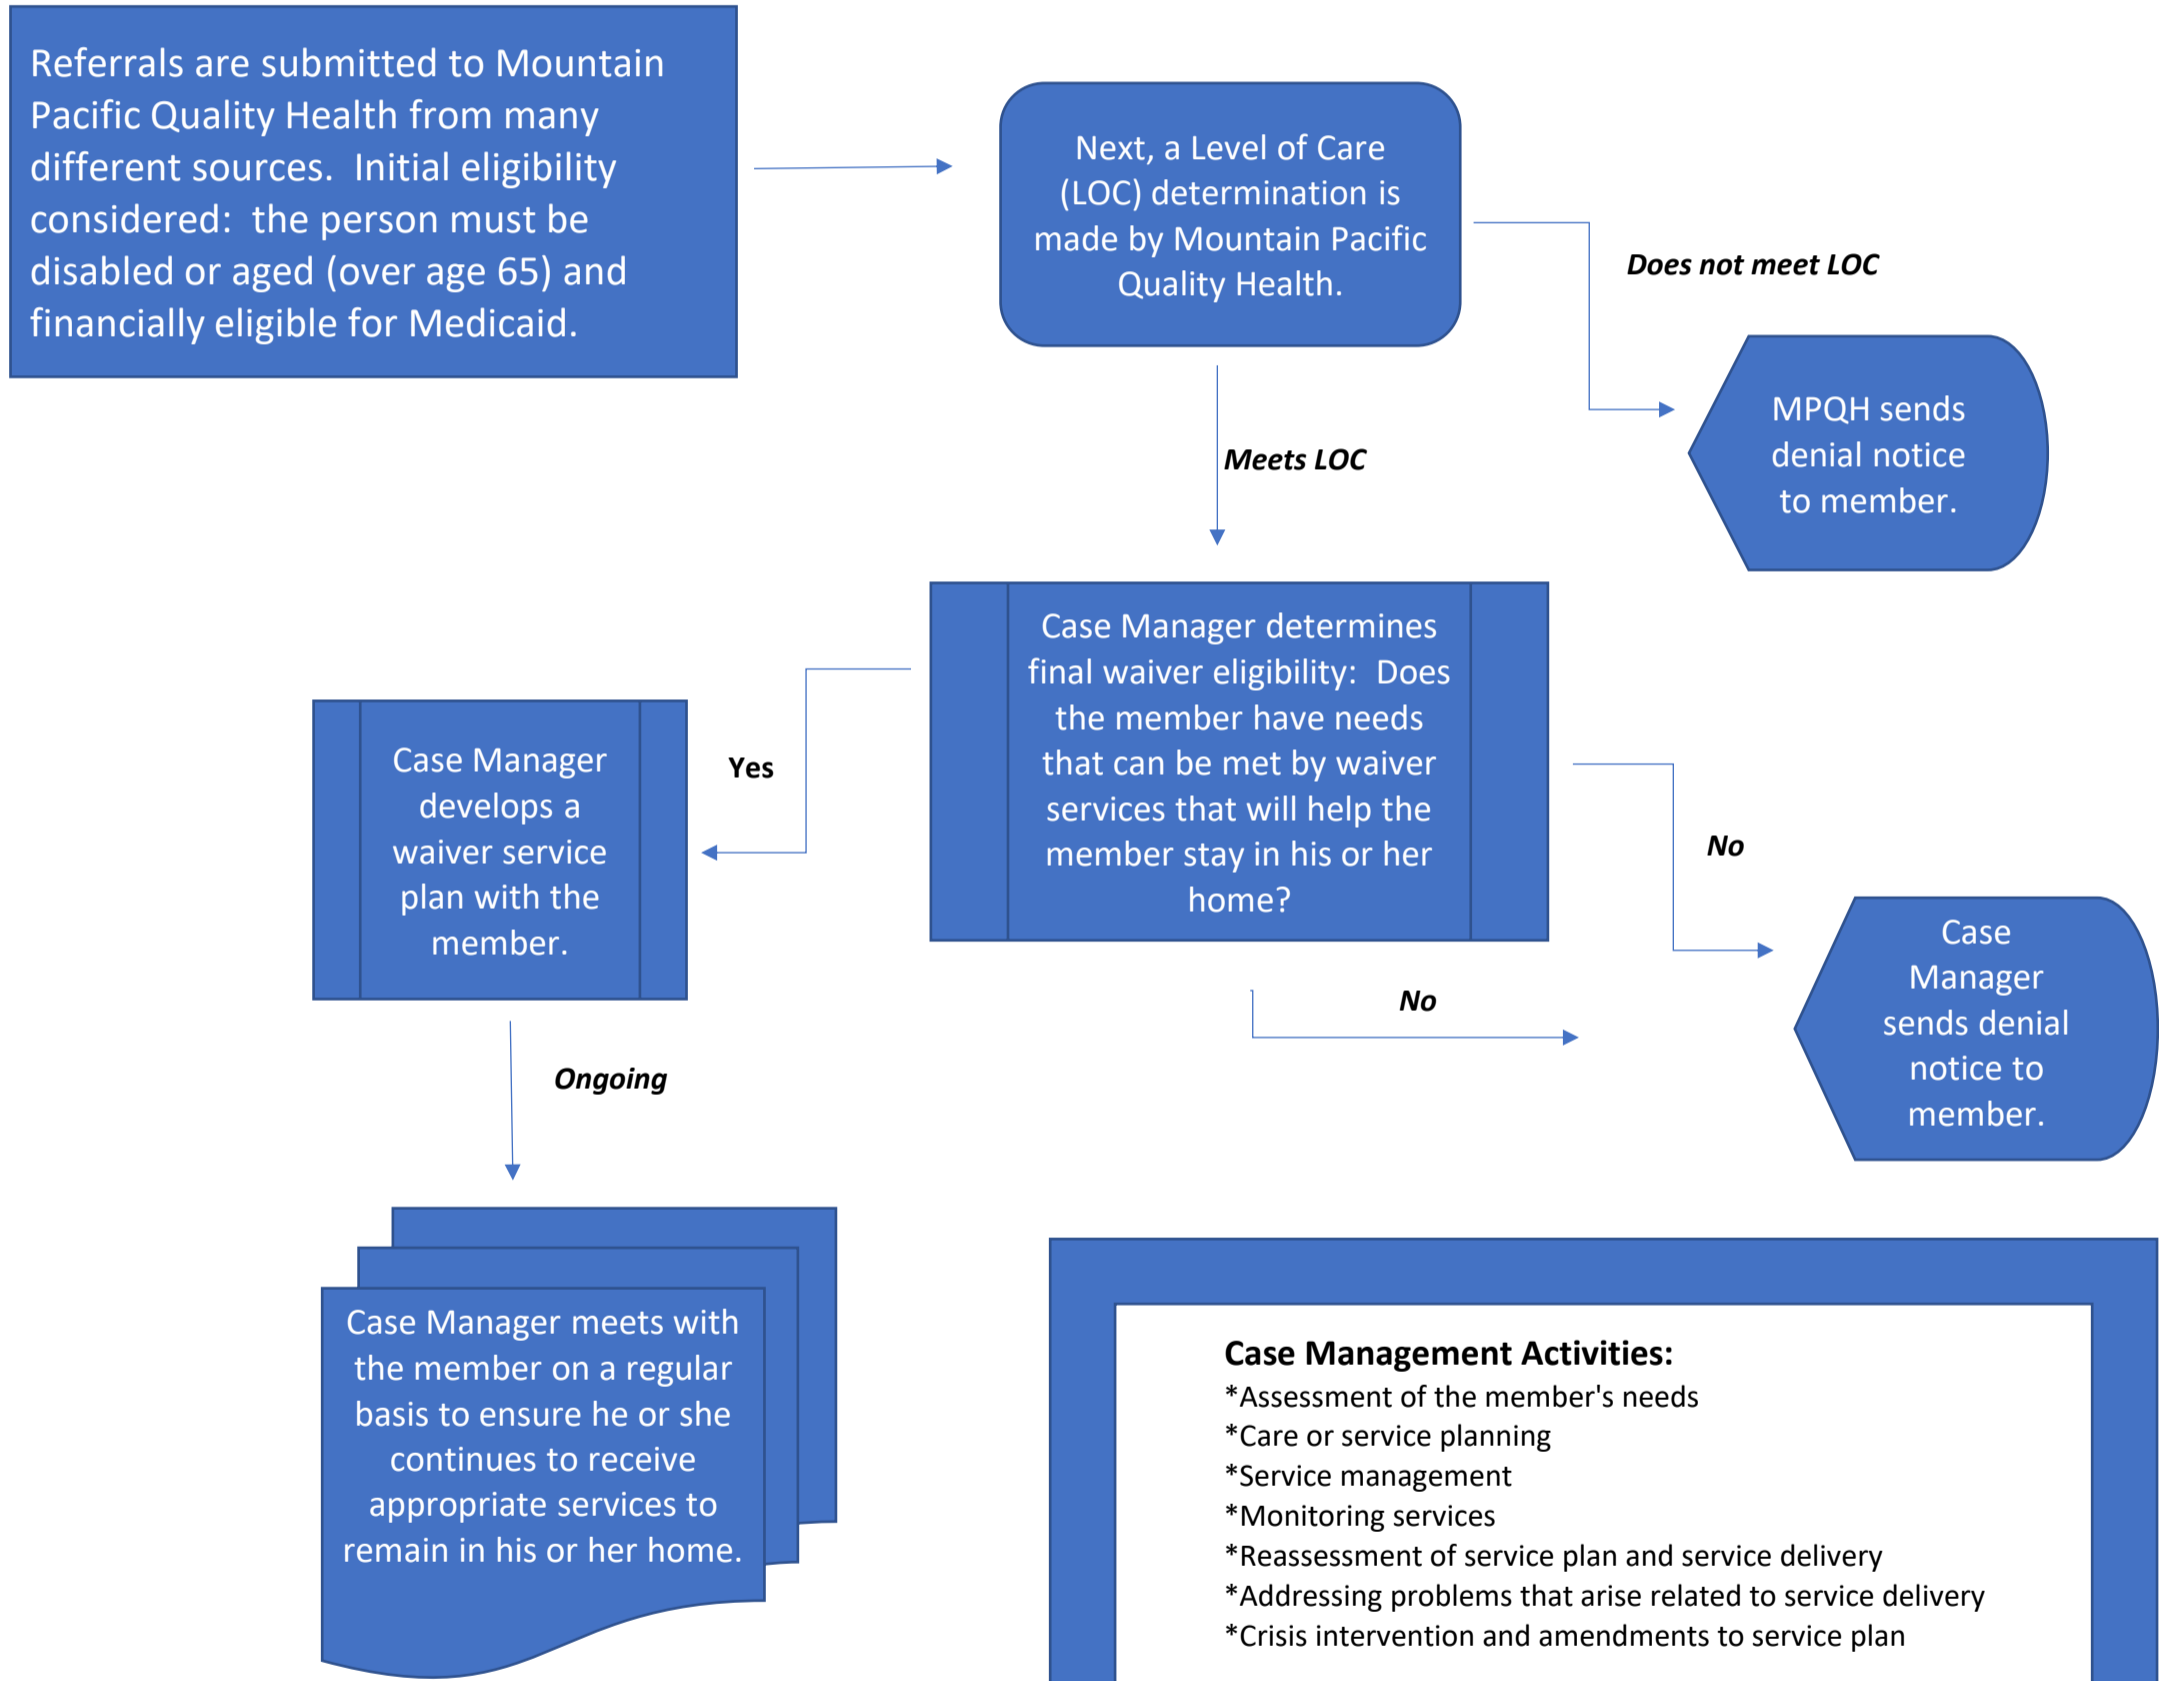 Referrals are submitted to Mountain
Pacific Quality Health from many
different sources.  Initial eligibility
considered:  the person must be
disabled or aged (over age 65) and
financially eligible for Medicaid.
Next, a Level of Care
(LOC) determination is
made by Mountain Pacific
Quality Health.
Does not meet LOC
MPQH sends
denial notice
to member.
Meets LOC
Case Manager determines
final waiver eligibility:  Does
the member have needs
that can be met by waiver
services that will help the
member stay in his or her
home?
Yes
Case Manager
develops a
waiver service
plan with the
member.
No
Case
Manager
sends denial
notice to
member.
No
Ongoing
Case Manager meets with
the member on a regular
basis to ensure he or she
continues to receive
appropriate services to
remain in his or her home.
Case Management Activities:
*Assessment of the member's needs
*Care or service planning
*Service management
*Monitoring services
*Reassessment of service plan and service delivery
*Addressing problems that arise related to service delivery
*Crisis intervention and amendments to service plan